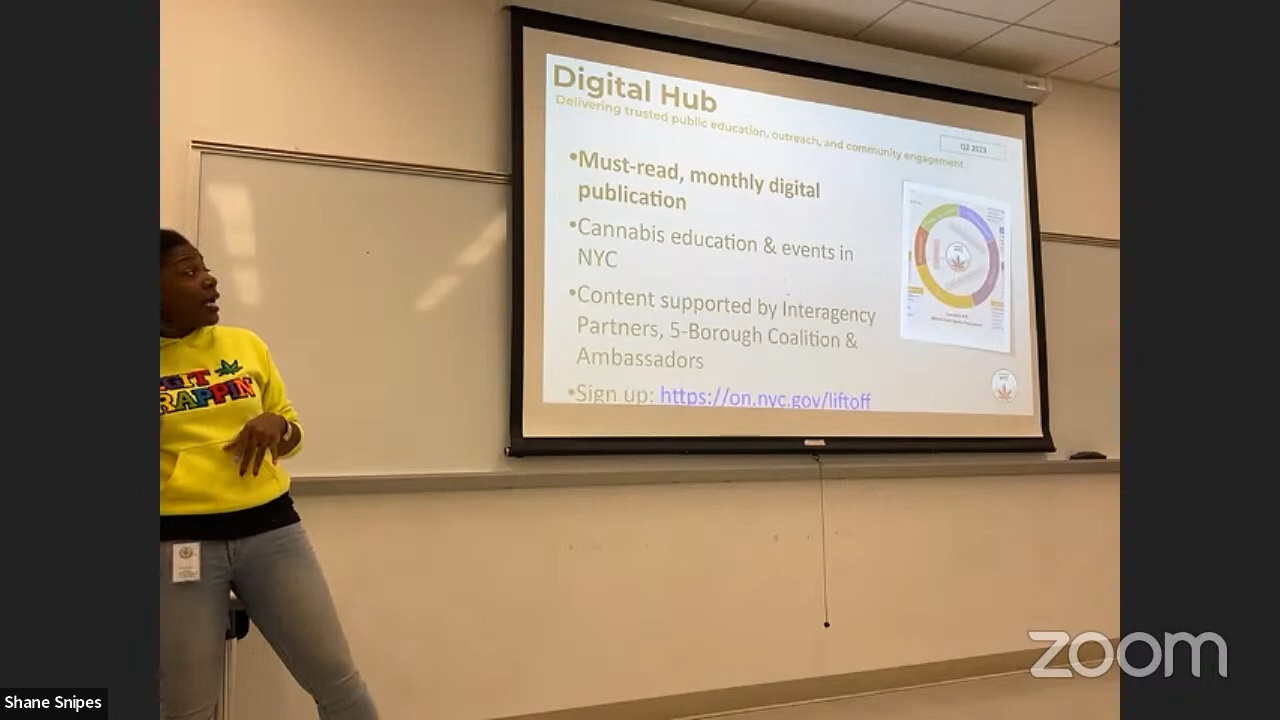 Digital Hub
Delivering trusted public education, outreach, and community engagement
Q2 2023
•Must-read, monthly digital
publication
•Cannabis education & events in
NYC
•Content supported by Interagency
Partners, 5-Borough Coalition &
Ambassadors
•Sign up: https://on.nyc.gov/liftoff
zoom
Shane Snipes